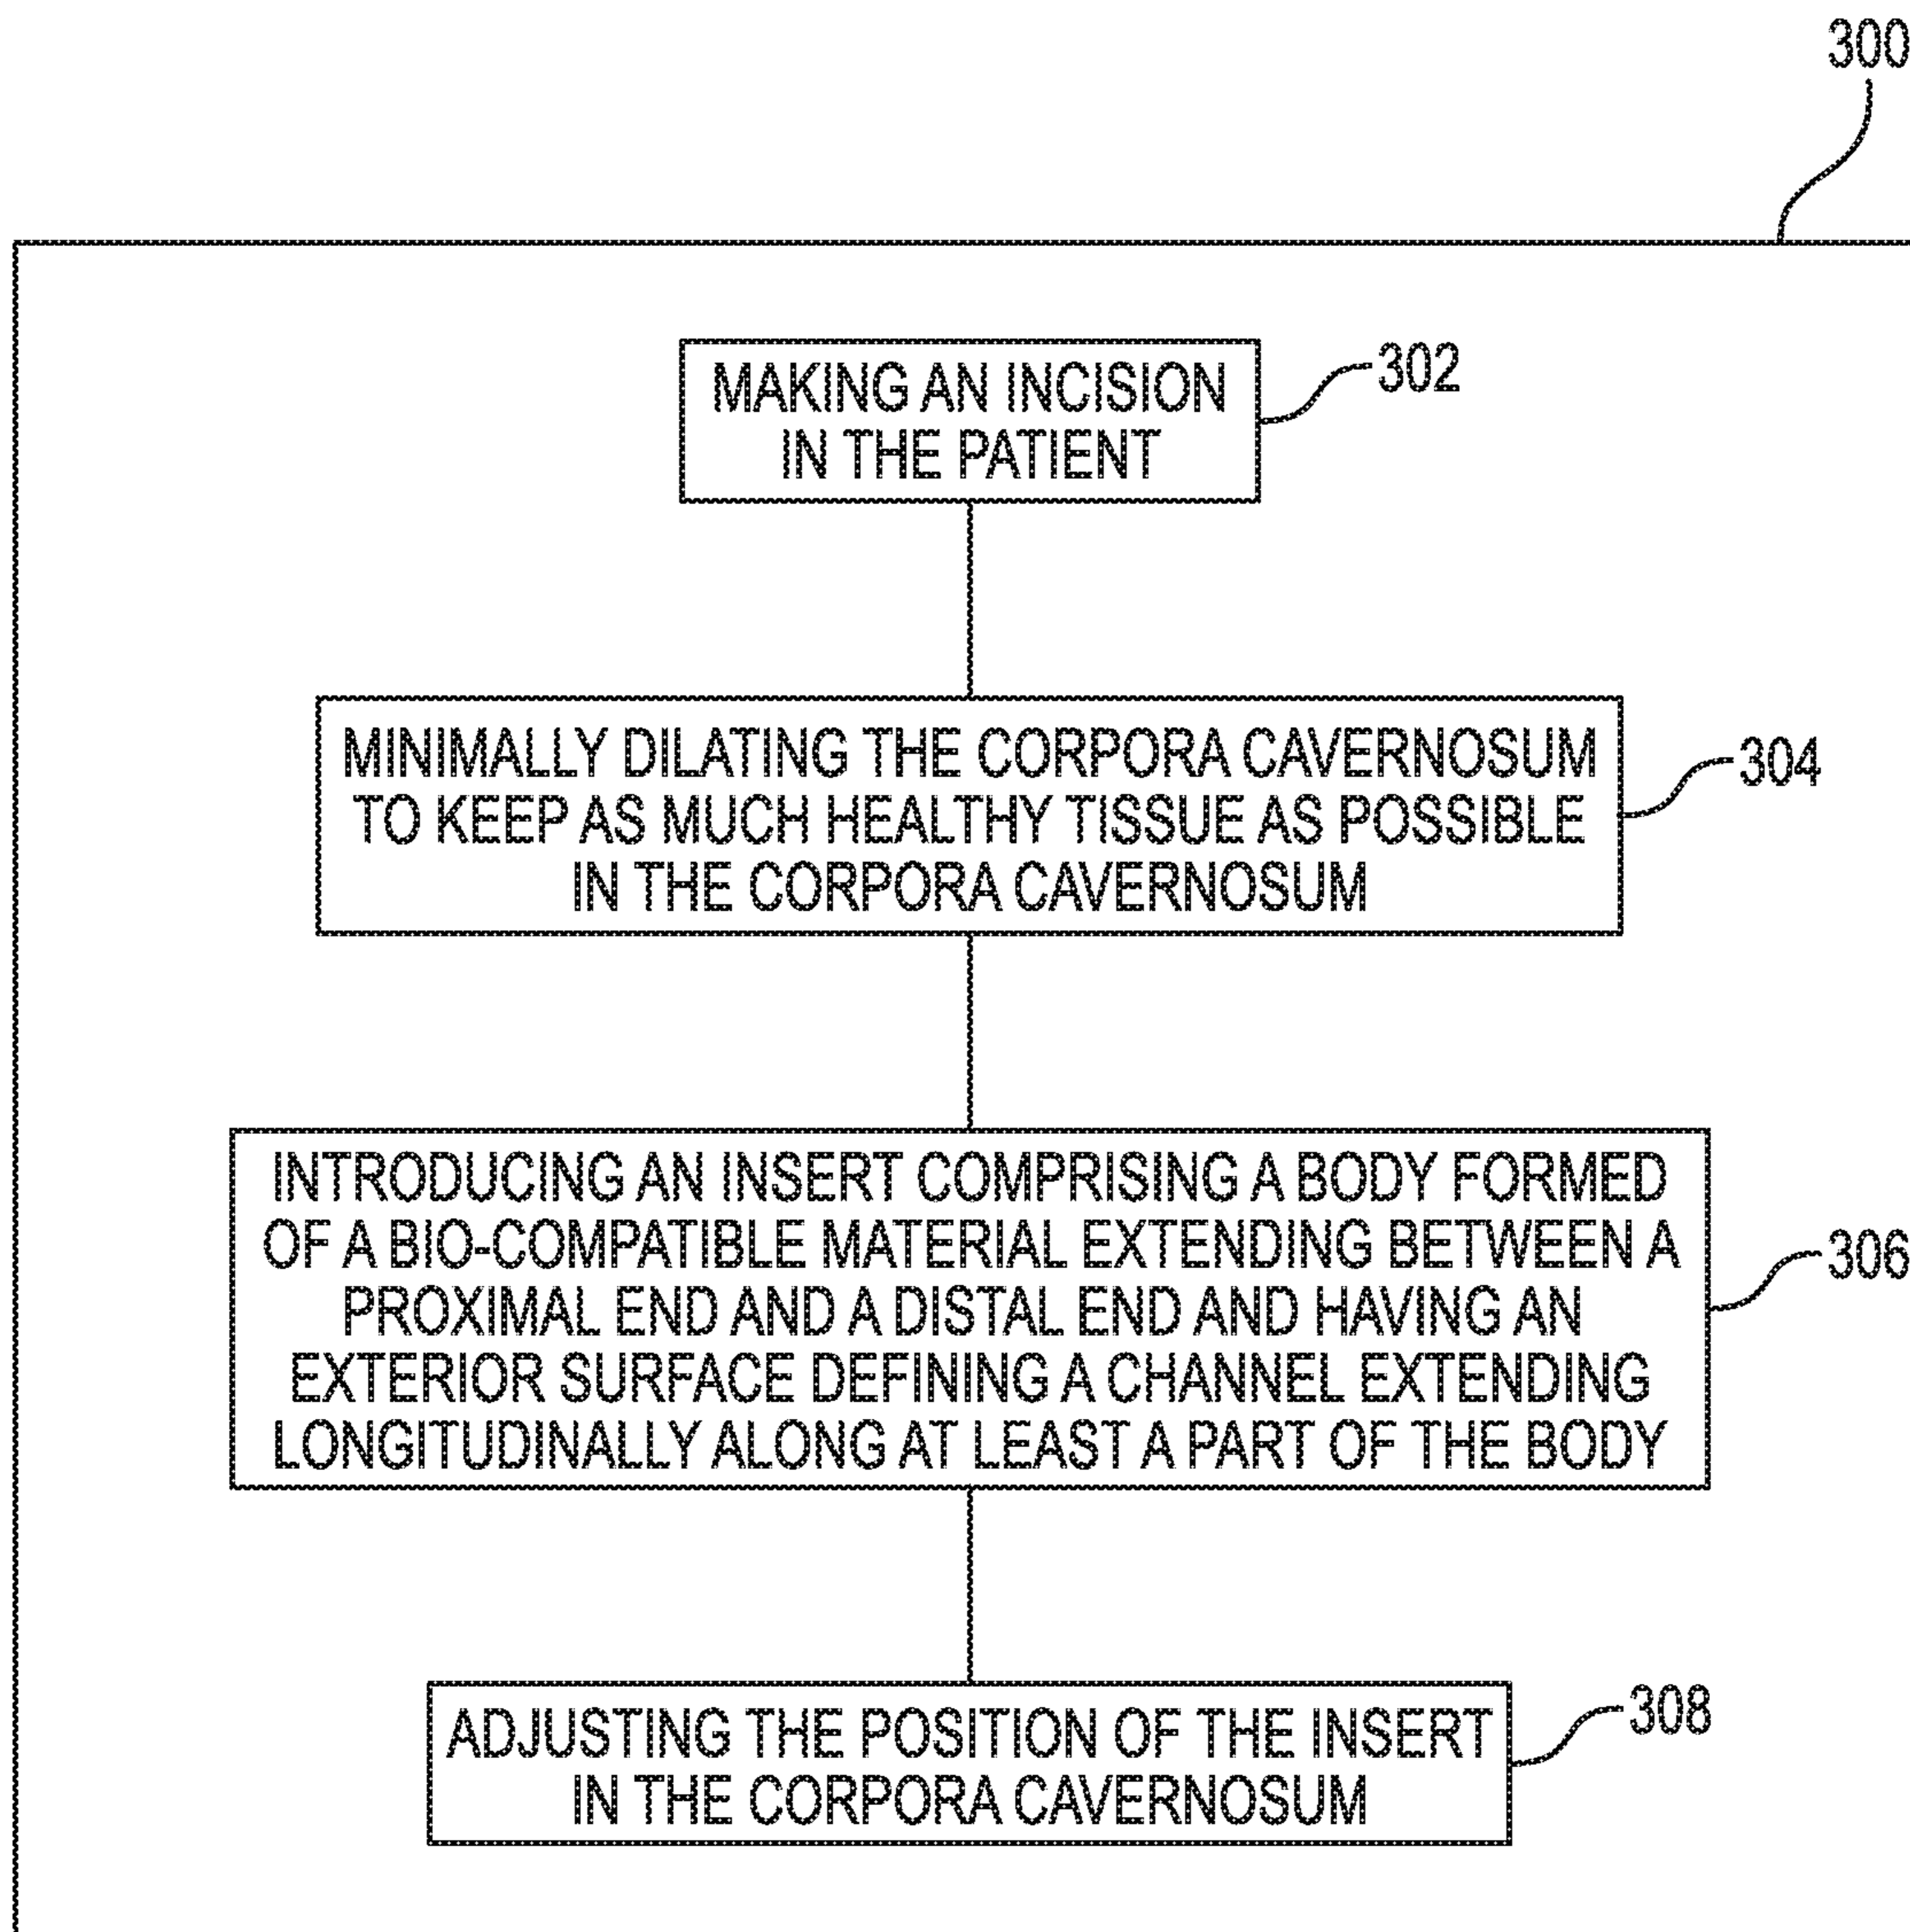 300
MAKING AN INCISION
IN THE PATIENT
302
MINIMALLY DILATING THE CORPORA CAVERNOSUM
TO KEEP AS MUCH HEALTHY TISSUE AS POSSIBLE
IN THE CORPORA CAVERNOSUM
304
INTRODUCING AN INSERT COMPRISING A BODY FORMED
OF A BIO-COMPATIBLE MATERIAL EXTENDING BETWEEN A
PROXIMAL END AND A DISTAL END AND HAVING AN
EXTERIOR SURFACE DEFINING A CHANNEL EXTENDING
LONGITUDINALLY ALONG AT LEAST A PART OF THE BODY
306
ADJUSTING THE POSITION OF THE INSERT
IN THE CORPORA CAVERNOSUM
308